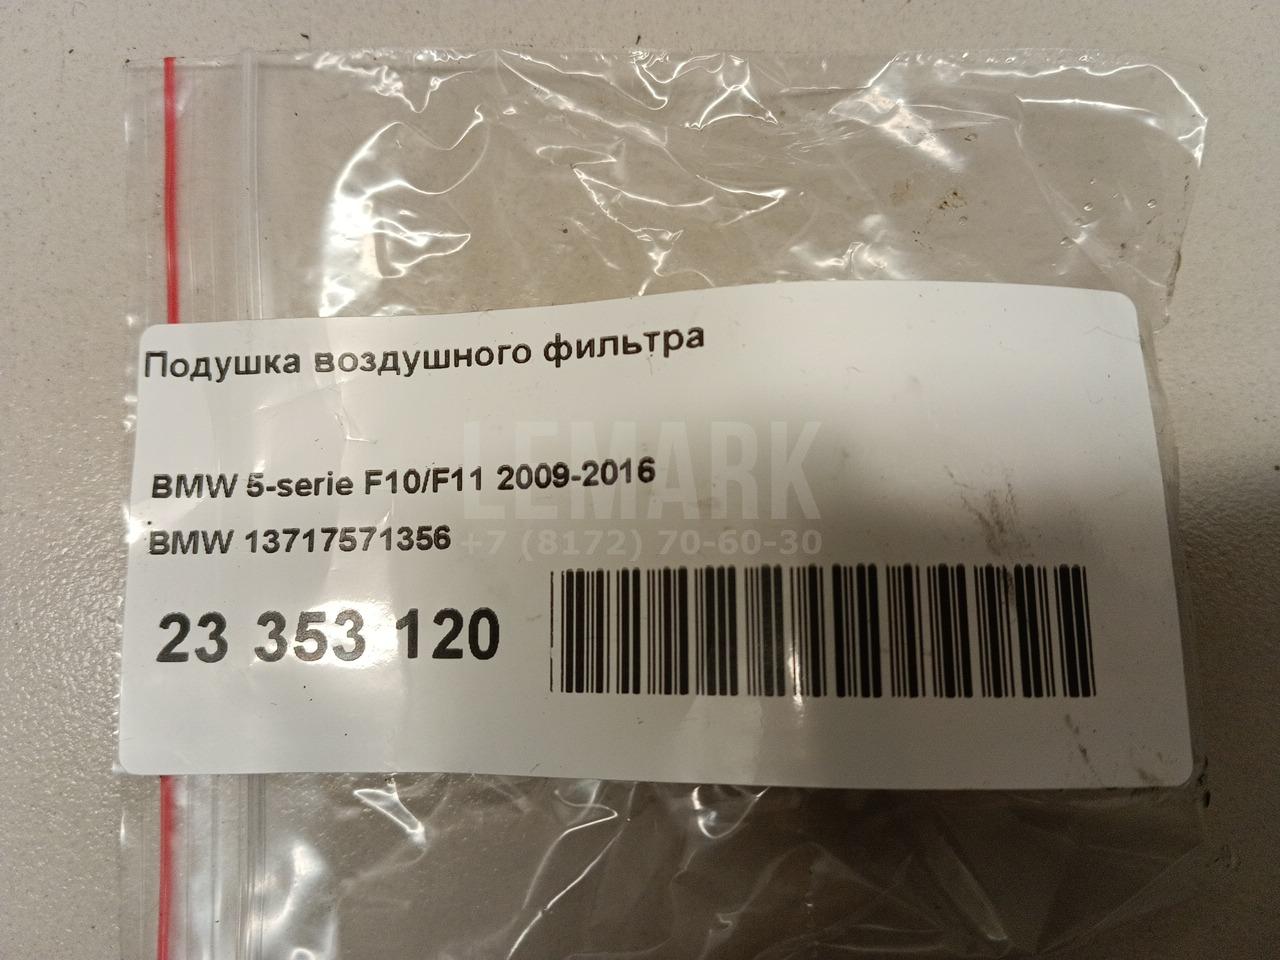 Подушка воздушного фильтра
LEMARK
BMW 5-serie F10/F11 2009-2016
BMW 13717571356
+7 (8172) 70-60-30
23 353 120